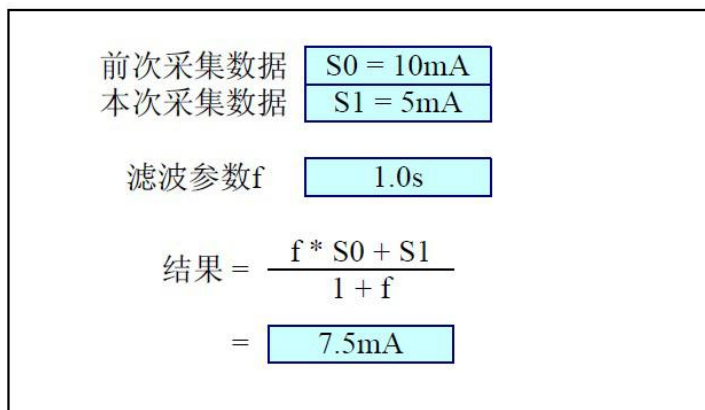 前次采集数据 S0 = 10mA
本次采集数据 S1 = 5mA
滤波参数f 1.0s
结果 = f * S0 + S1
1 + f
= 7.5mA